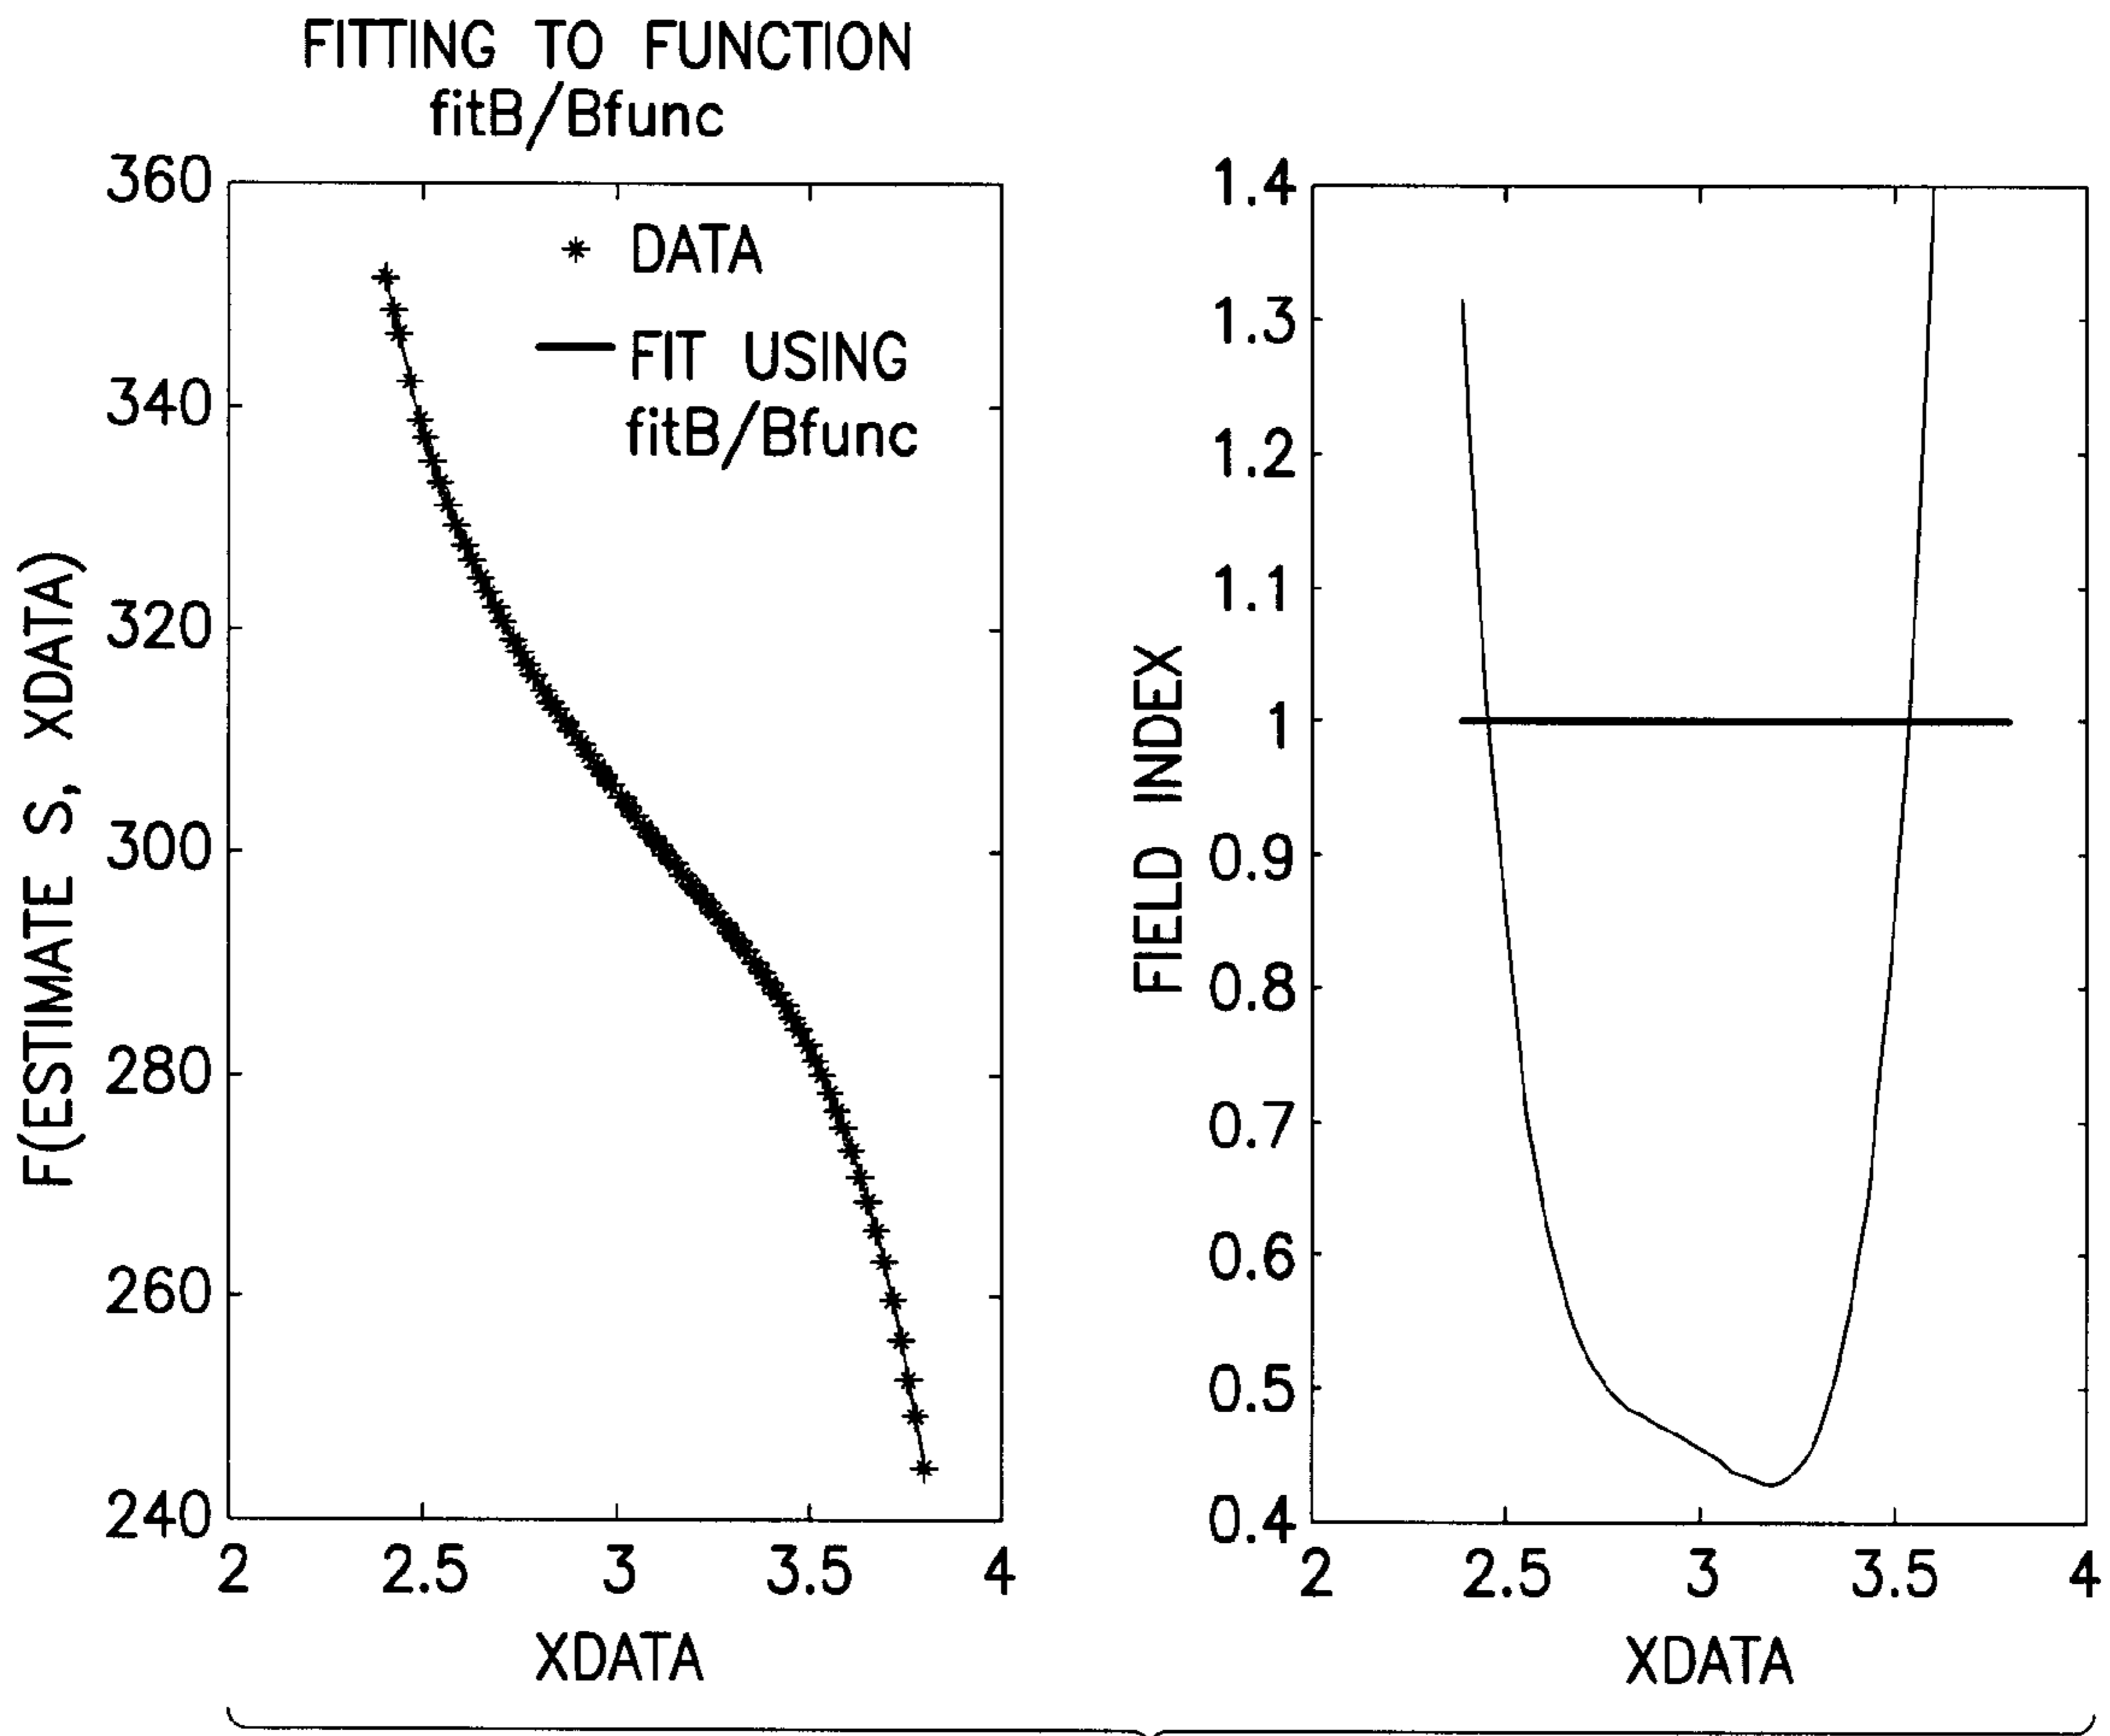 FITTING TO FUNCTION
fitB/Bfunc
360
340
320
300
280
260
240
F(ESTIMATE S, XDATA)
* DATA
FIT USING
fitB/Bfunc
2 2.5 3 3.5 4
XDATA
1.4
1.3
1.2
1.1
1
0.9
0.8
0.7
0.6
0.5
0.4
FIELD INDEX
2 2.5 3 3.5 4
XDATA